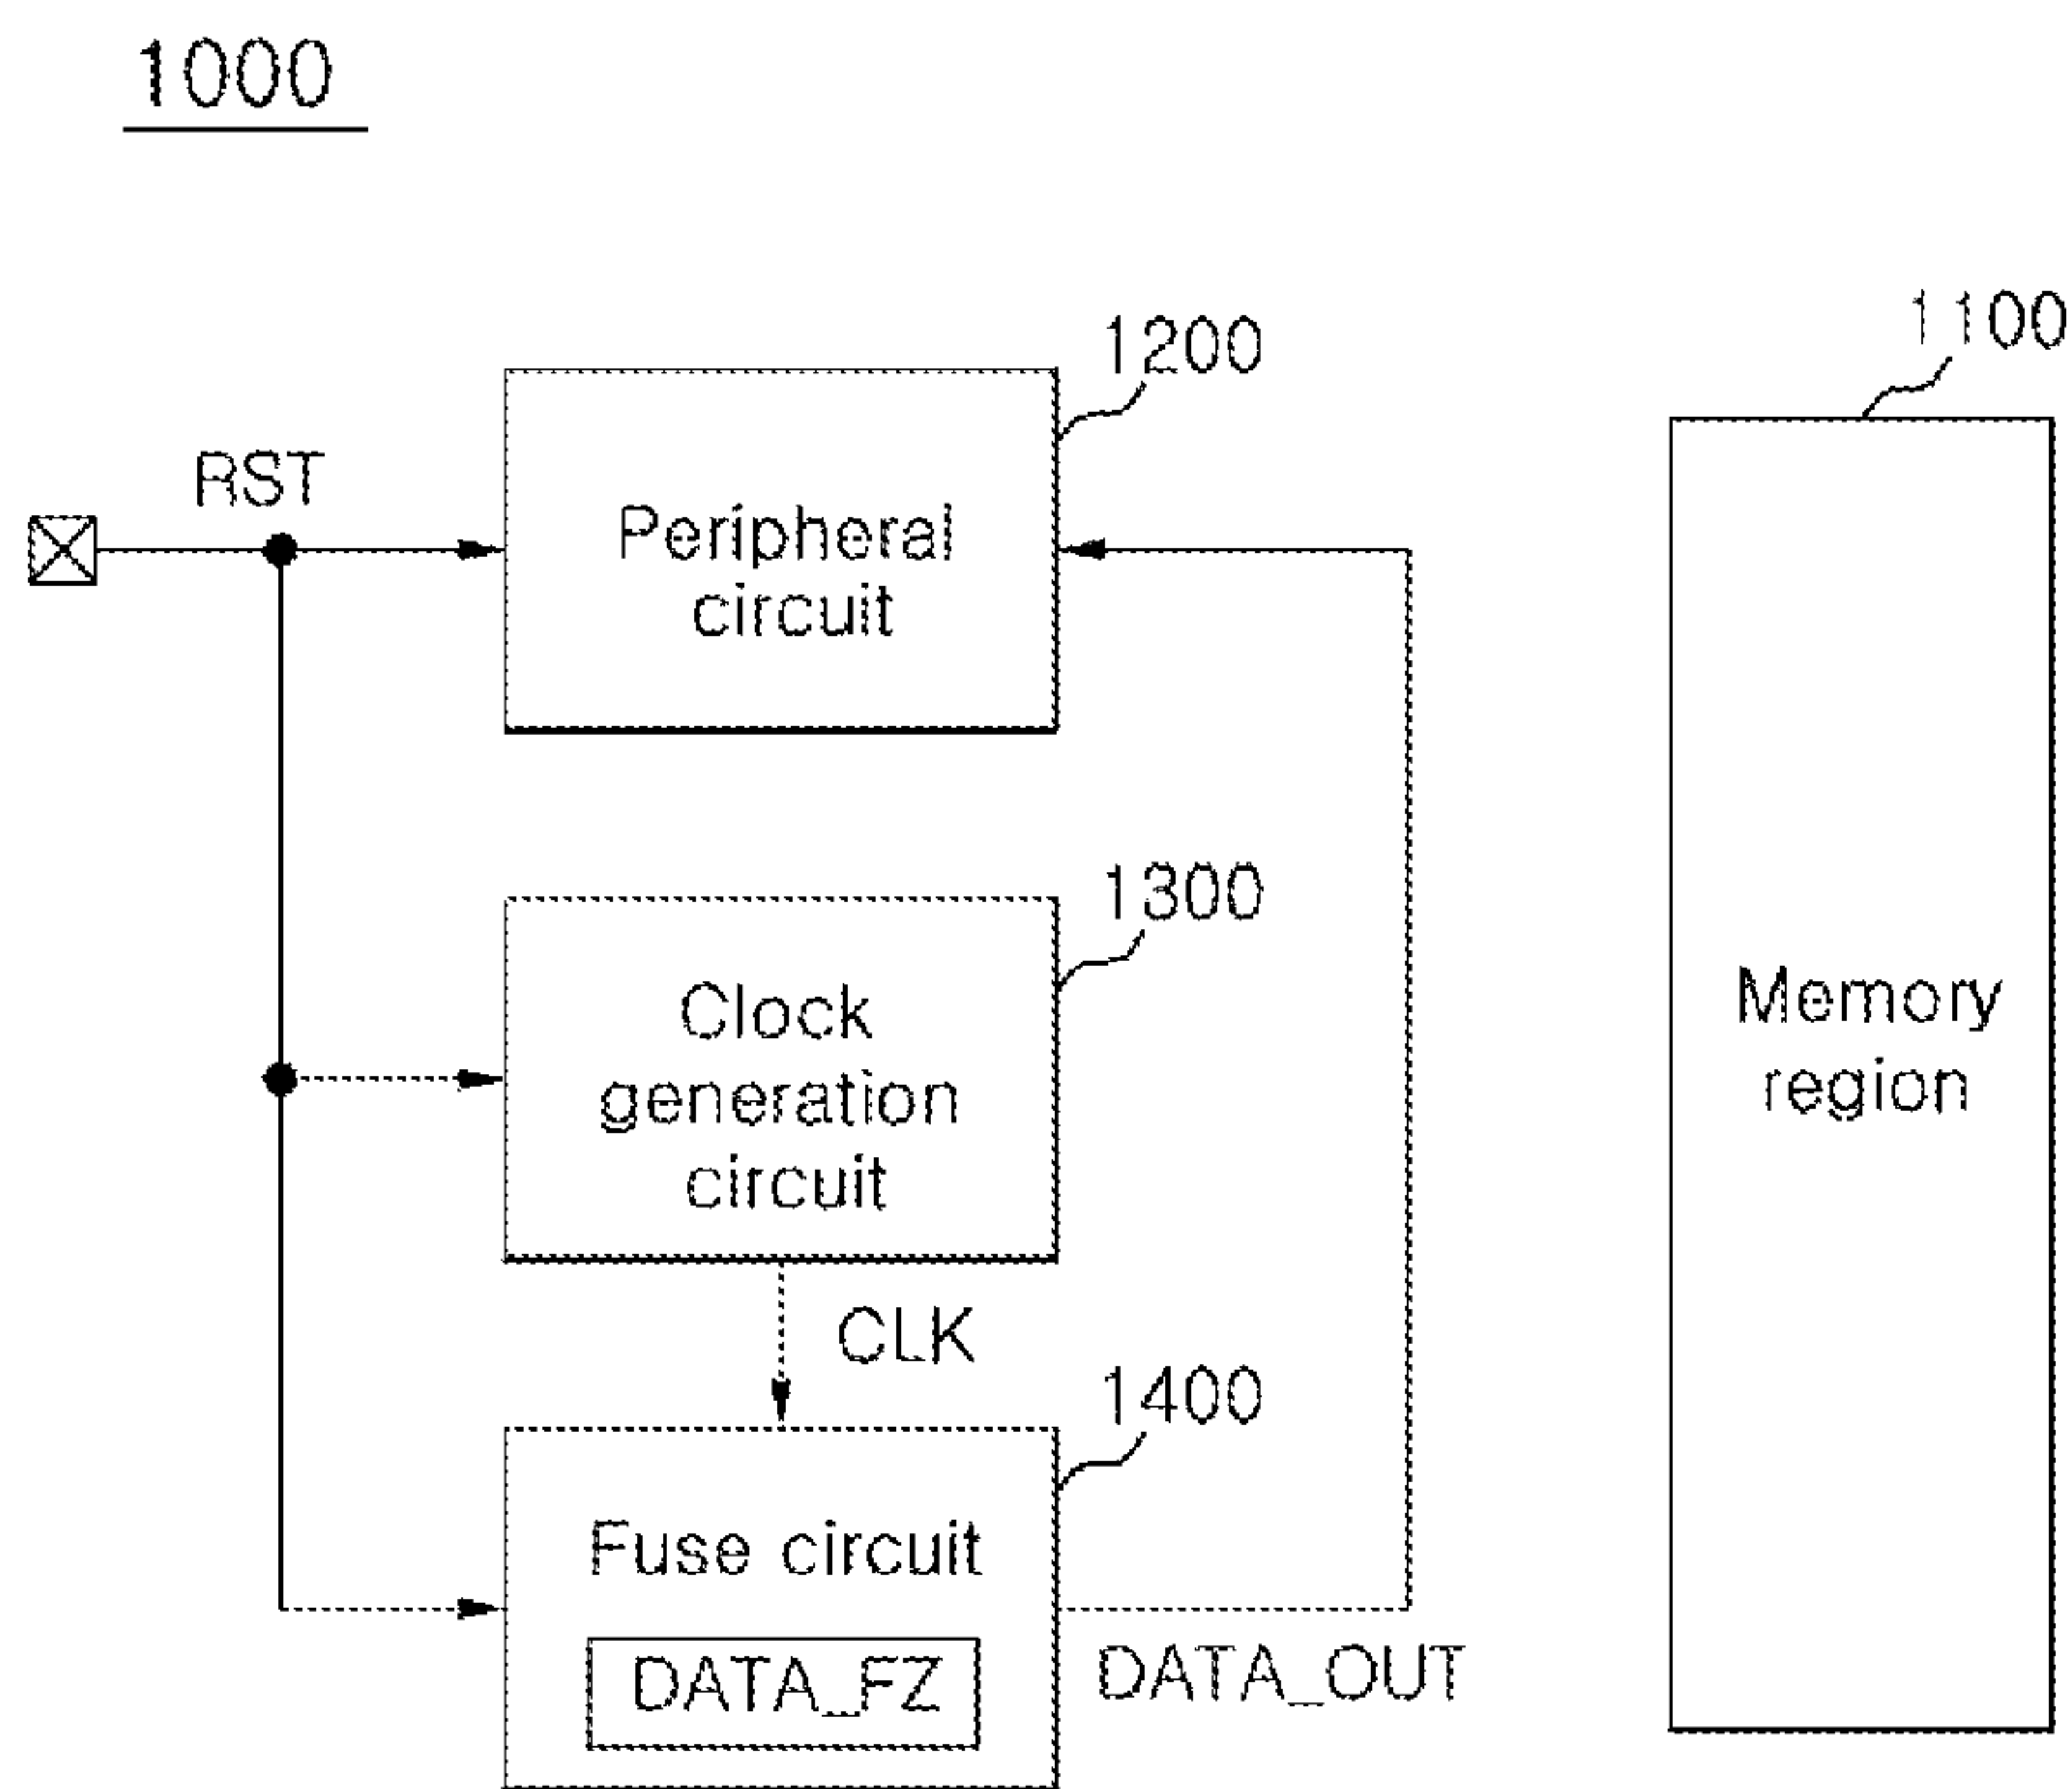 1000
1100
1200
RST
Peripheral
circuit
1300
Clock
generation
circuit
Memory
region
CLK
1400
Fuse circuit
DATA_FZ
DATA_OUT